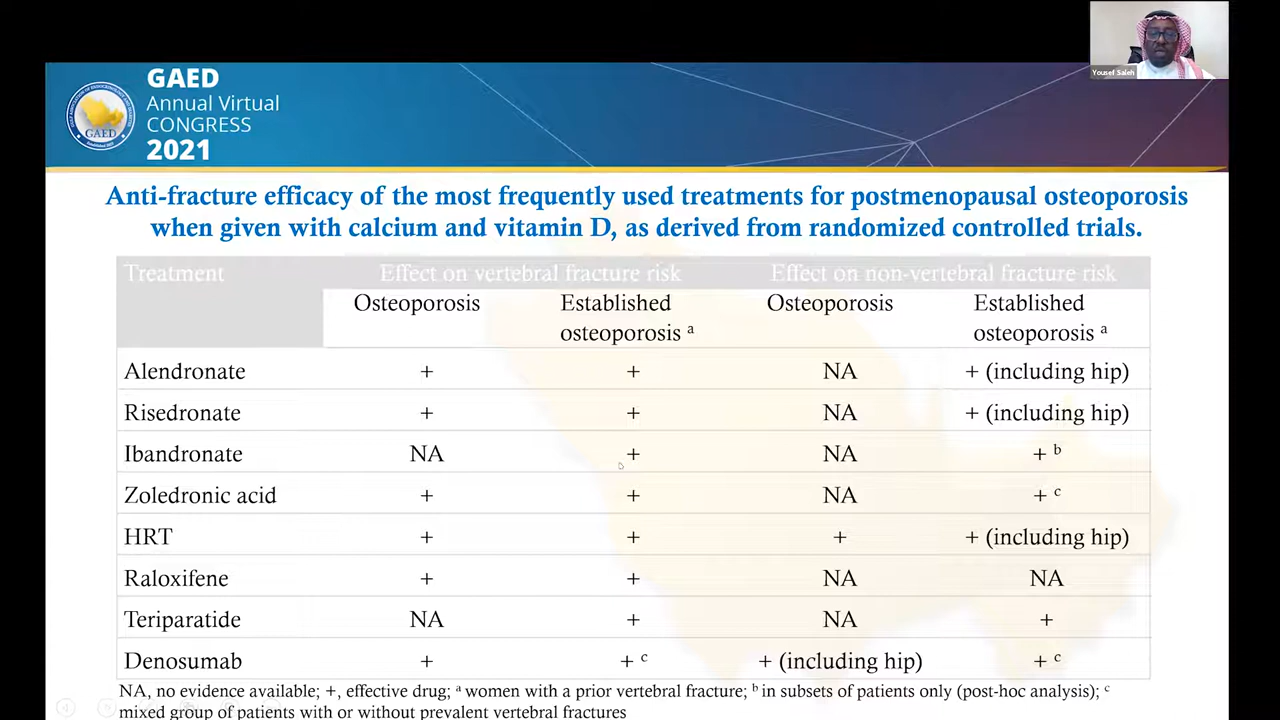 Yousef Saleh
GAED
Annual Virtual
CONGRESS
2021
GAED
Anti-fracture efficacy of the most frequently used treatments for postmenopausal osteoporosis
when given with calcium and vitamin D, as derived from randomized controlled trials.
Treatment Effect on vertebral fracture risk Effect on non-vertebral fracture risk
Osteoporosis Established osteoporosis ᵃ Osteoporosis Established osteoporosis ᵃ
Alendronate + + NA + (including hip)
Risedronate + + NA + (including hip)
Ibandronate NA + NA + ᵇ
Zoledronic acid + + NA + ᶜ
HRT + + + + (including hip)
Raloxifene + + NA NA
Teriparatide NA + NA +
Denosumab + + ᶜ + (including hip) + ᶜ
NA, no evidence available; +, effective drug; ᵃ women with a prior vertebral fracture; ᵇ in subsets of patients only (post-hoc analysis); ᶜ
mixed group of patients with or without prevalent vertebral fractures